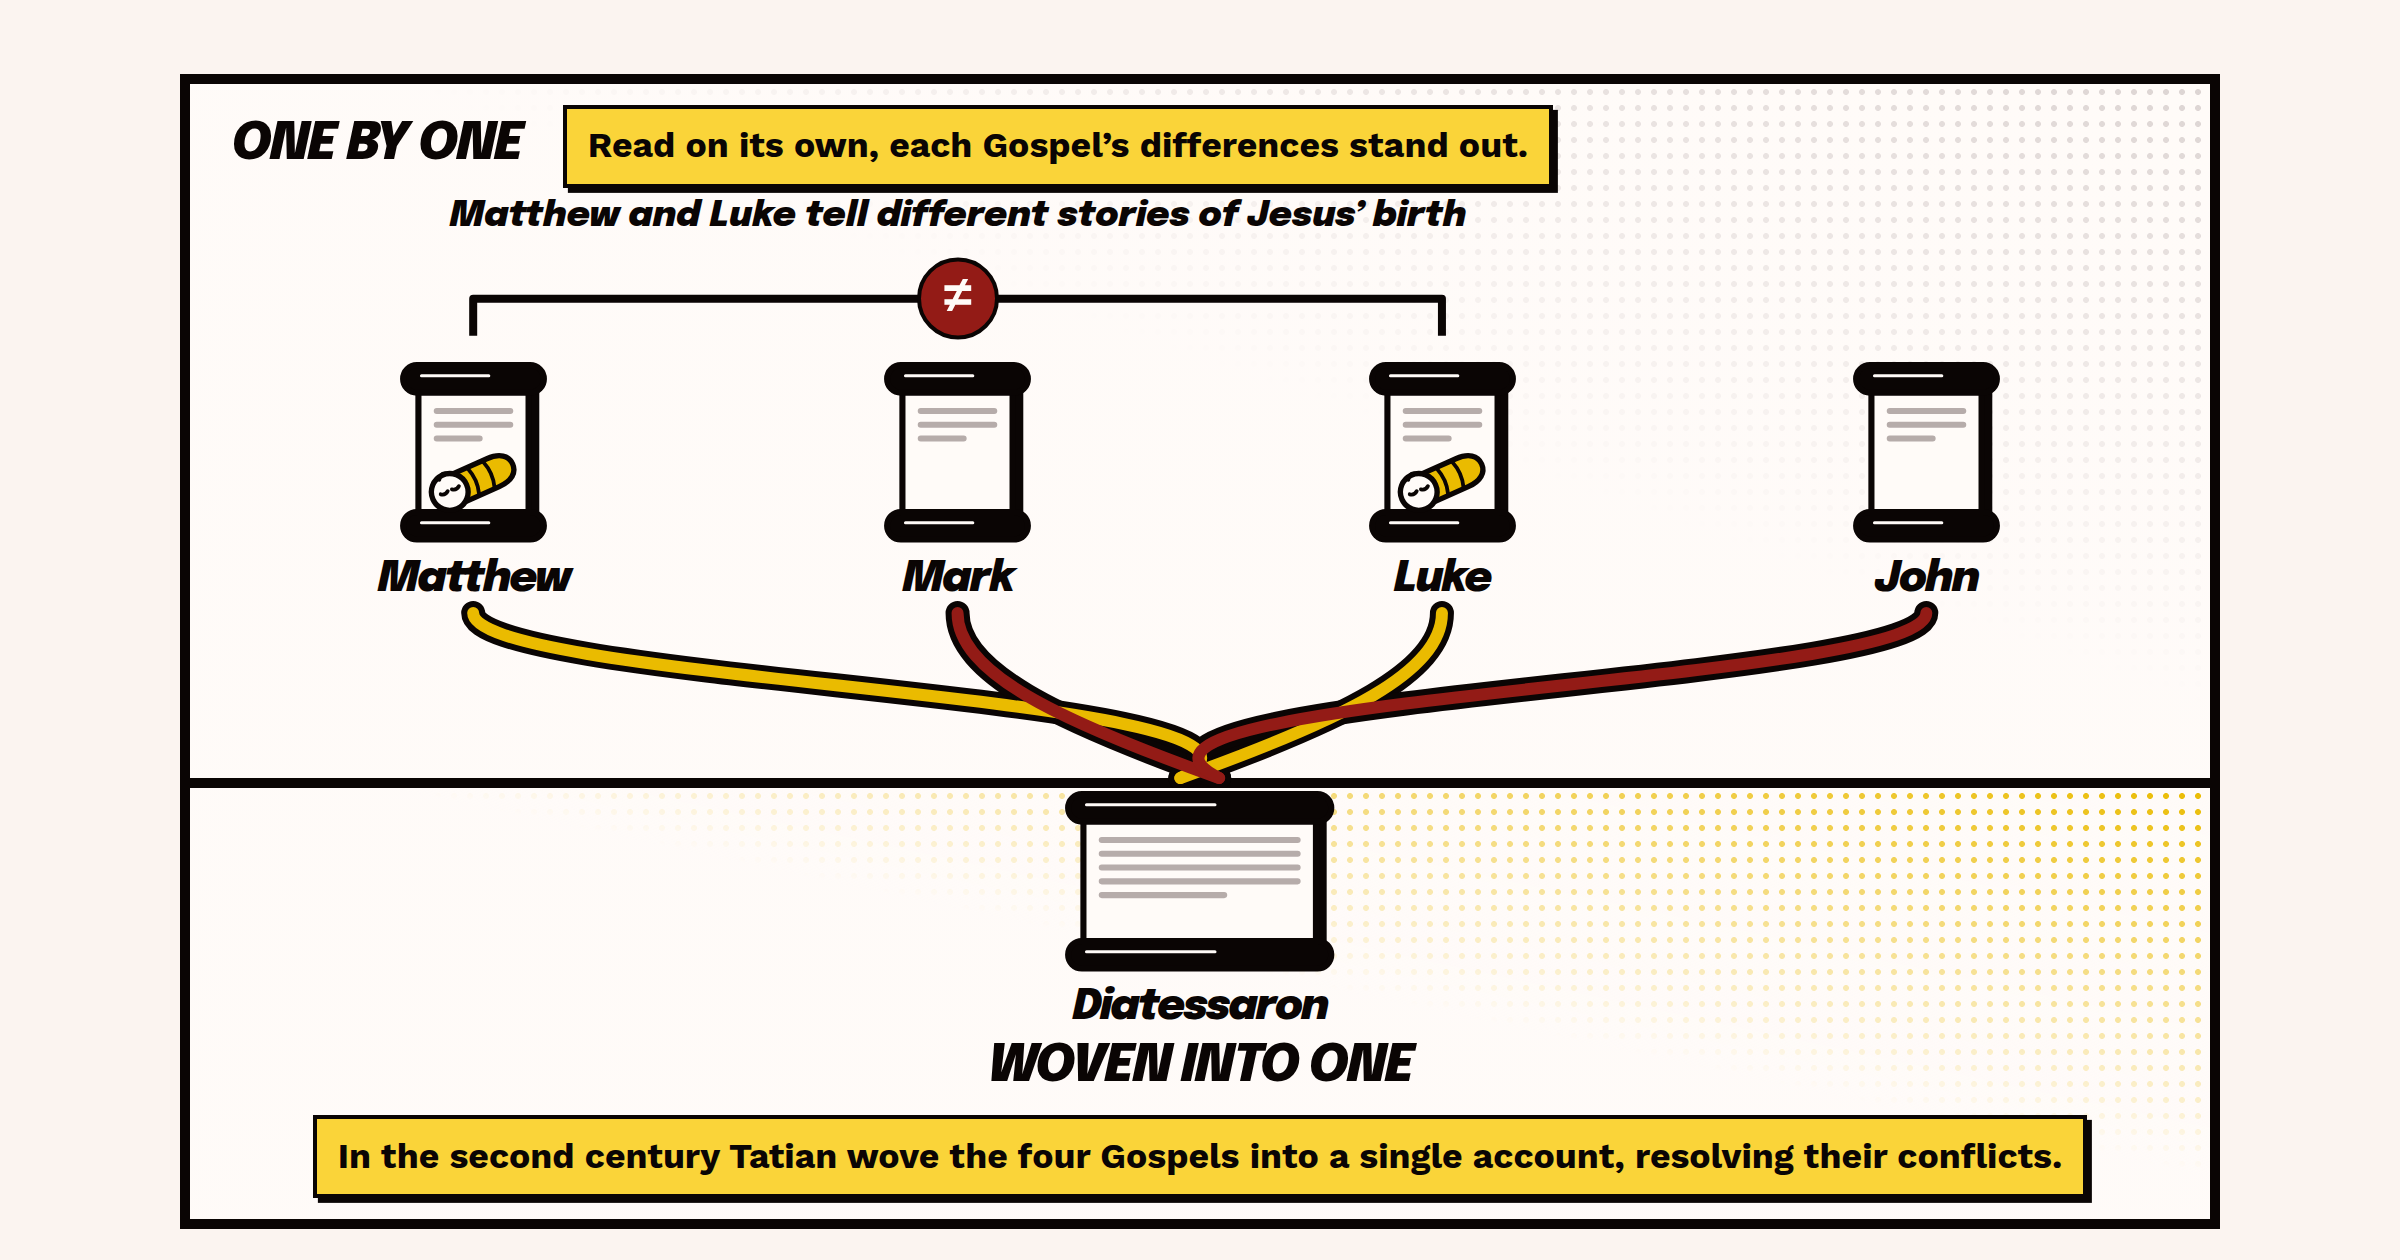 ONE BY ONE
Read on its own, each Gospel’s differences stand out.
Matthew and Luke tell different stories of Jesus’ birth
≠
Matthew
Mark
Luke
John
Diatessaron
WOVEN INTO ONE
In the second century Tatian wove the four Gospels into a single account, resolving their conflicts.